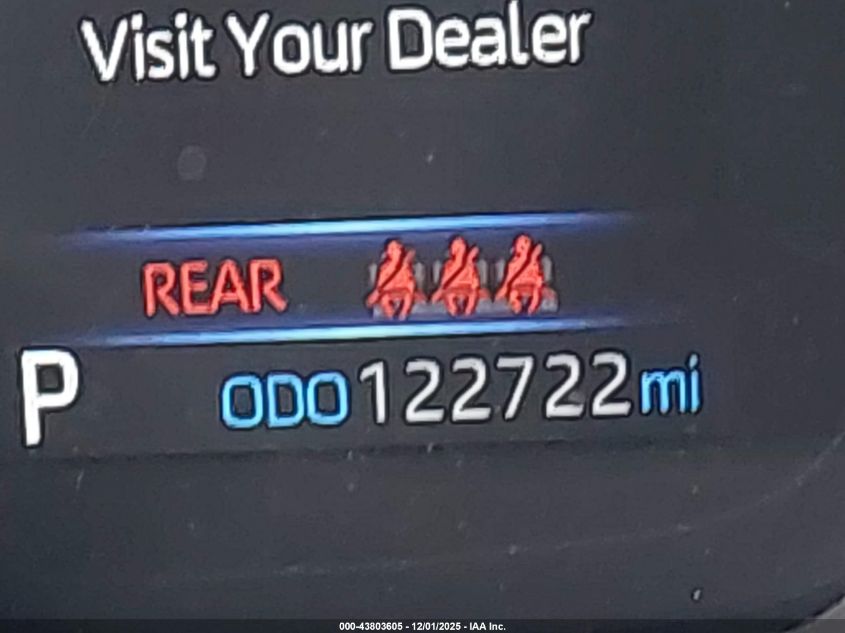 Visit Your Dealer
REAR
P ODO 122722 mi
000-43803605 - 12/01/2025 - IAA Inc.